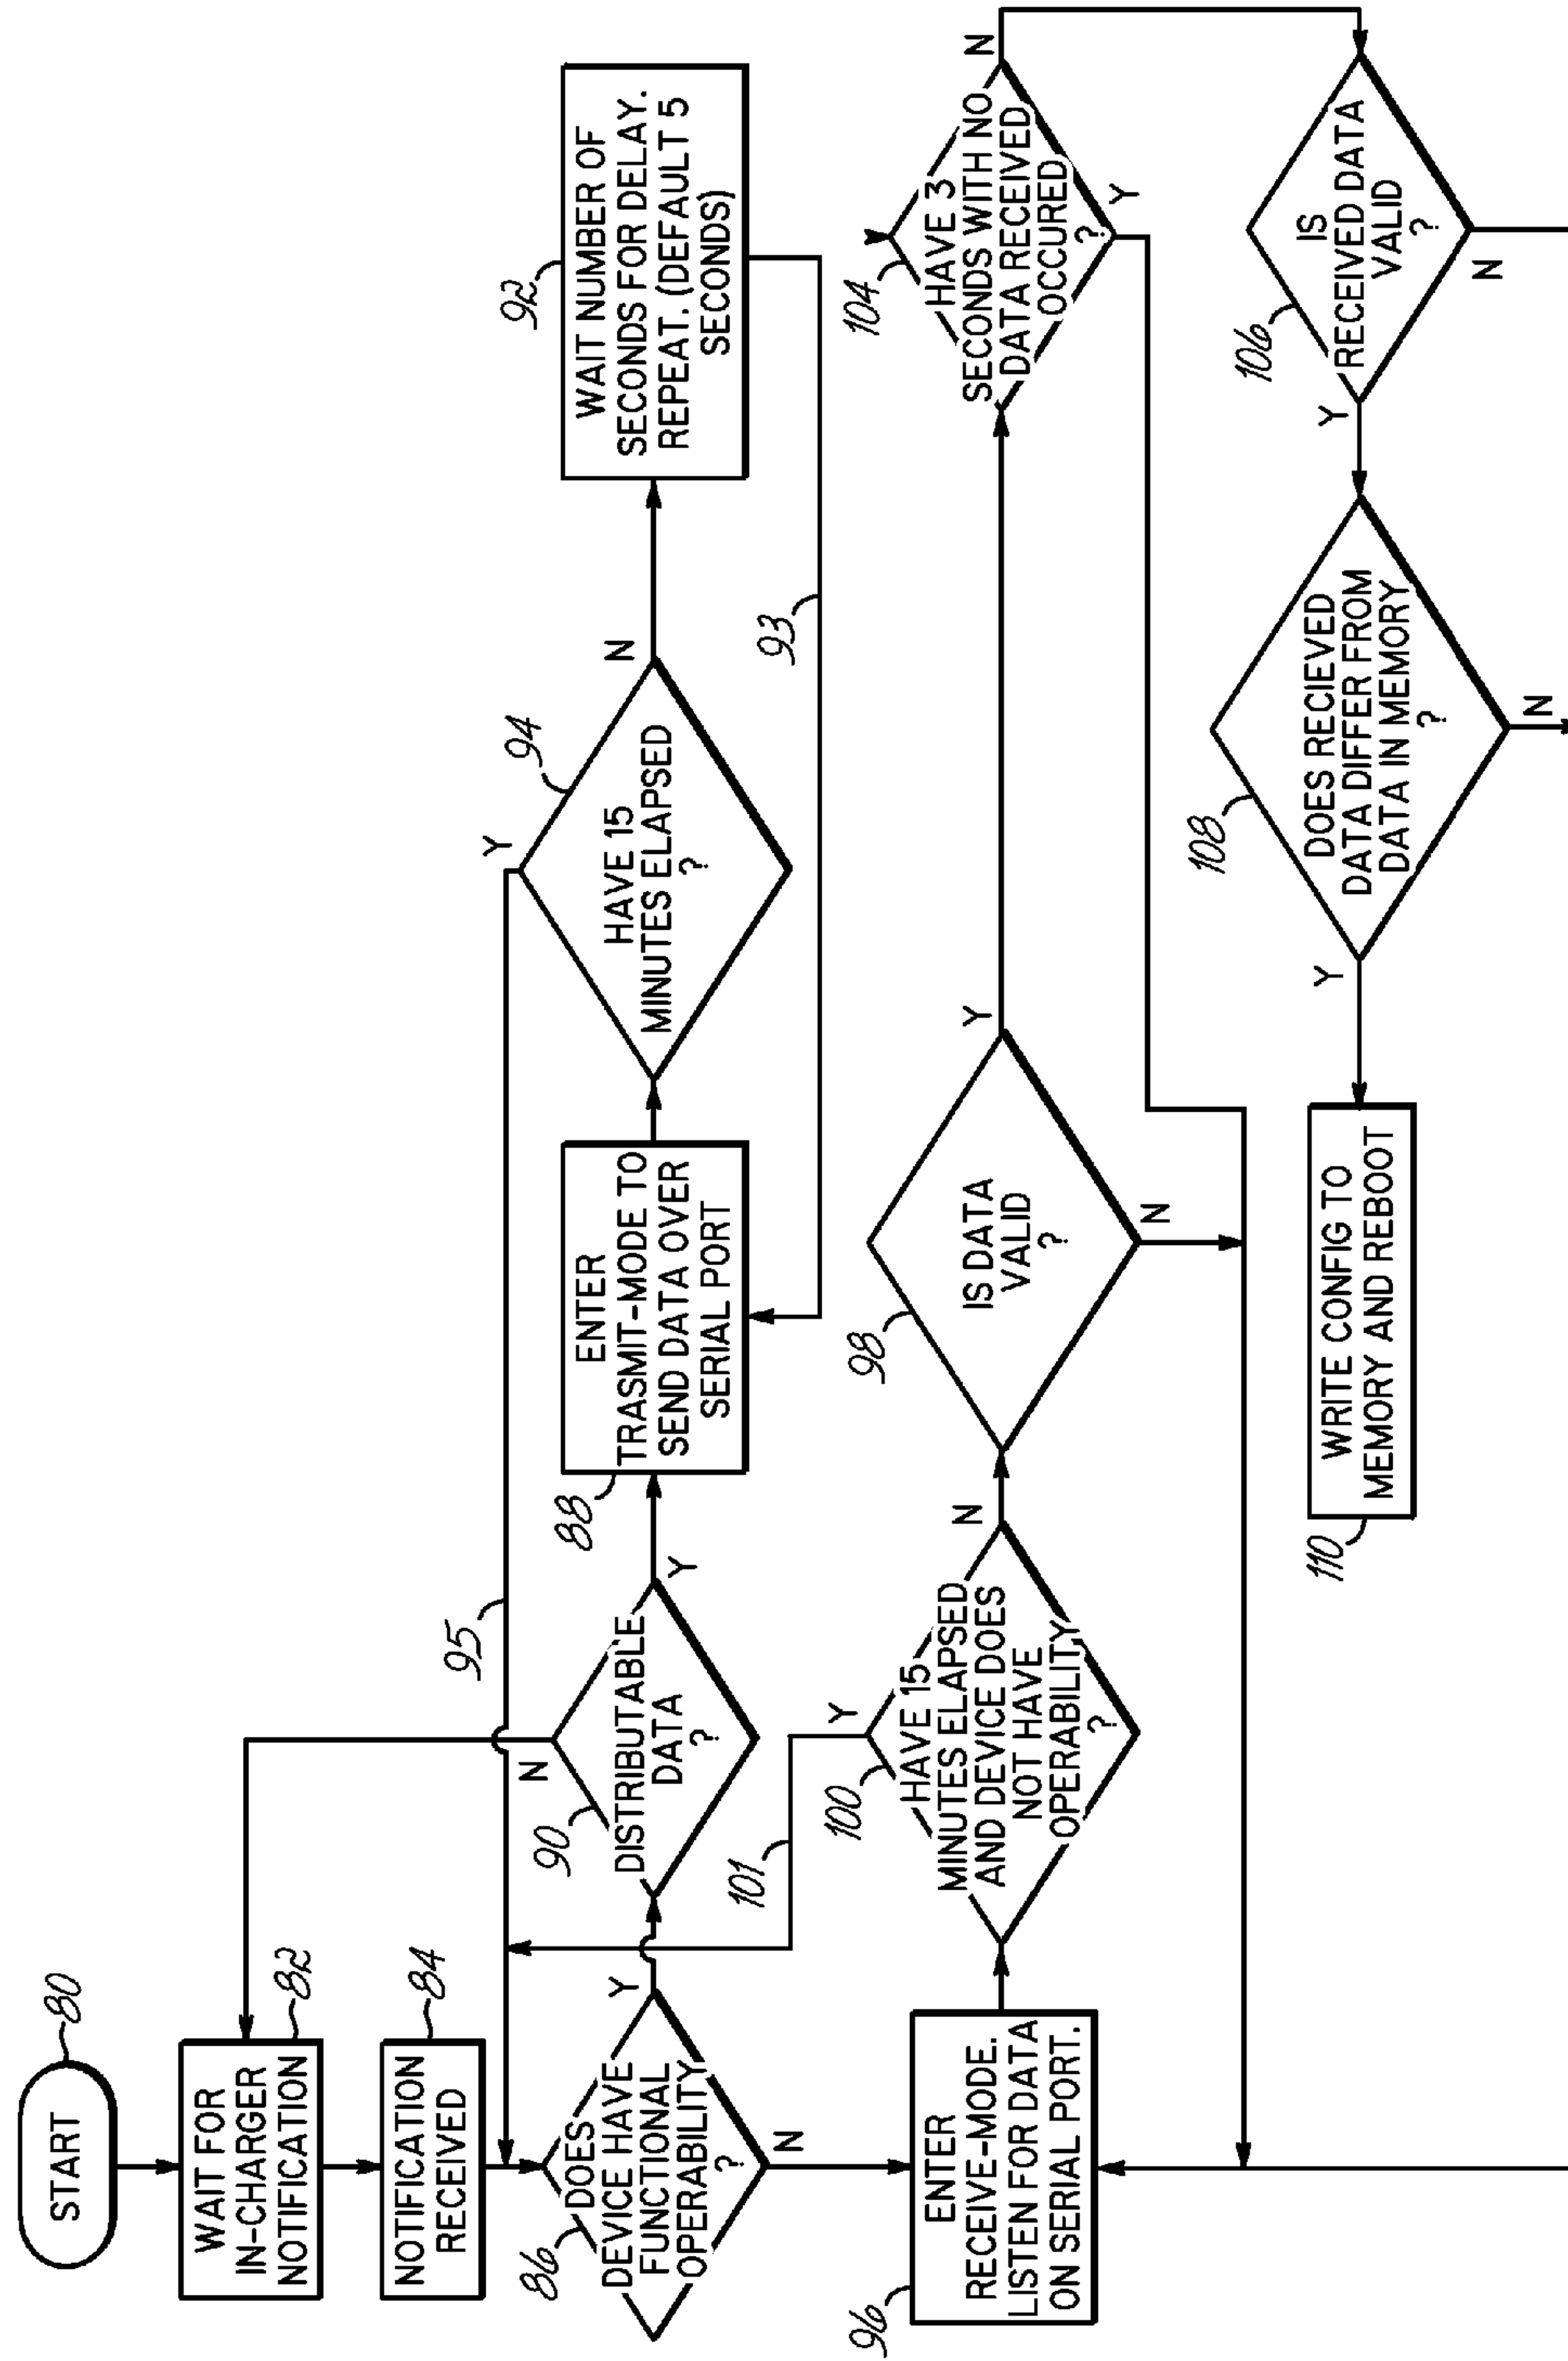 START
80
WAIT FOR
IN-CHARGER
NOTIFICATION
82
NOTIFICATION
RECEIVED
84
DOES
DEVICE HAVE
FUNCTIONAL
OPERABILITY
?
86
Y
N
DISTRIBUTABLE
DATA
?
90
N
Y
95
ENTER
TRASMIT-MODE TO
SEND DATA OVER
SERIAL PORT
88
HAVE 15
MINUTES ELAPSED
?
94
Y
N
WAIT NUMBER OF
SECONDS FOR DELAY.
REPEAT. (DEFAULT 5
SECONDS)
92
93
ENTER
RECEIVE-MODE.
LISTEN FOR DATA
ON SERIAL PORT.
96
HAVE 15
MINUTES ELAPSED
AND DEVICE DOES
NOT HAVE
OPERABILITY
?
100
101
Y
N
IS DATA
VALID
?
98
Y
N
HAVE 3
SECONDS WITH NO
DATA RECEIVED
OCCURED
?
104
N
Y
IS
RECEIVED DATA
VALID
?
106
Y
N
DOES RECIEVED
DATA DIFFER FROM
DATA IN MEMORY
?
108
Y
N
WRITE CONFIG TO
MEMORY AND REBOOT
110